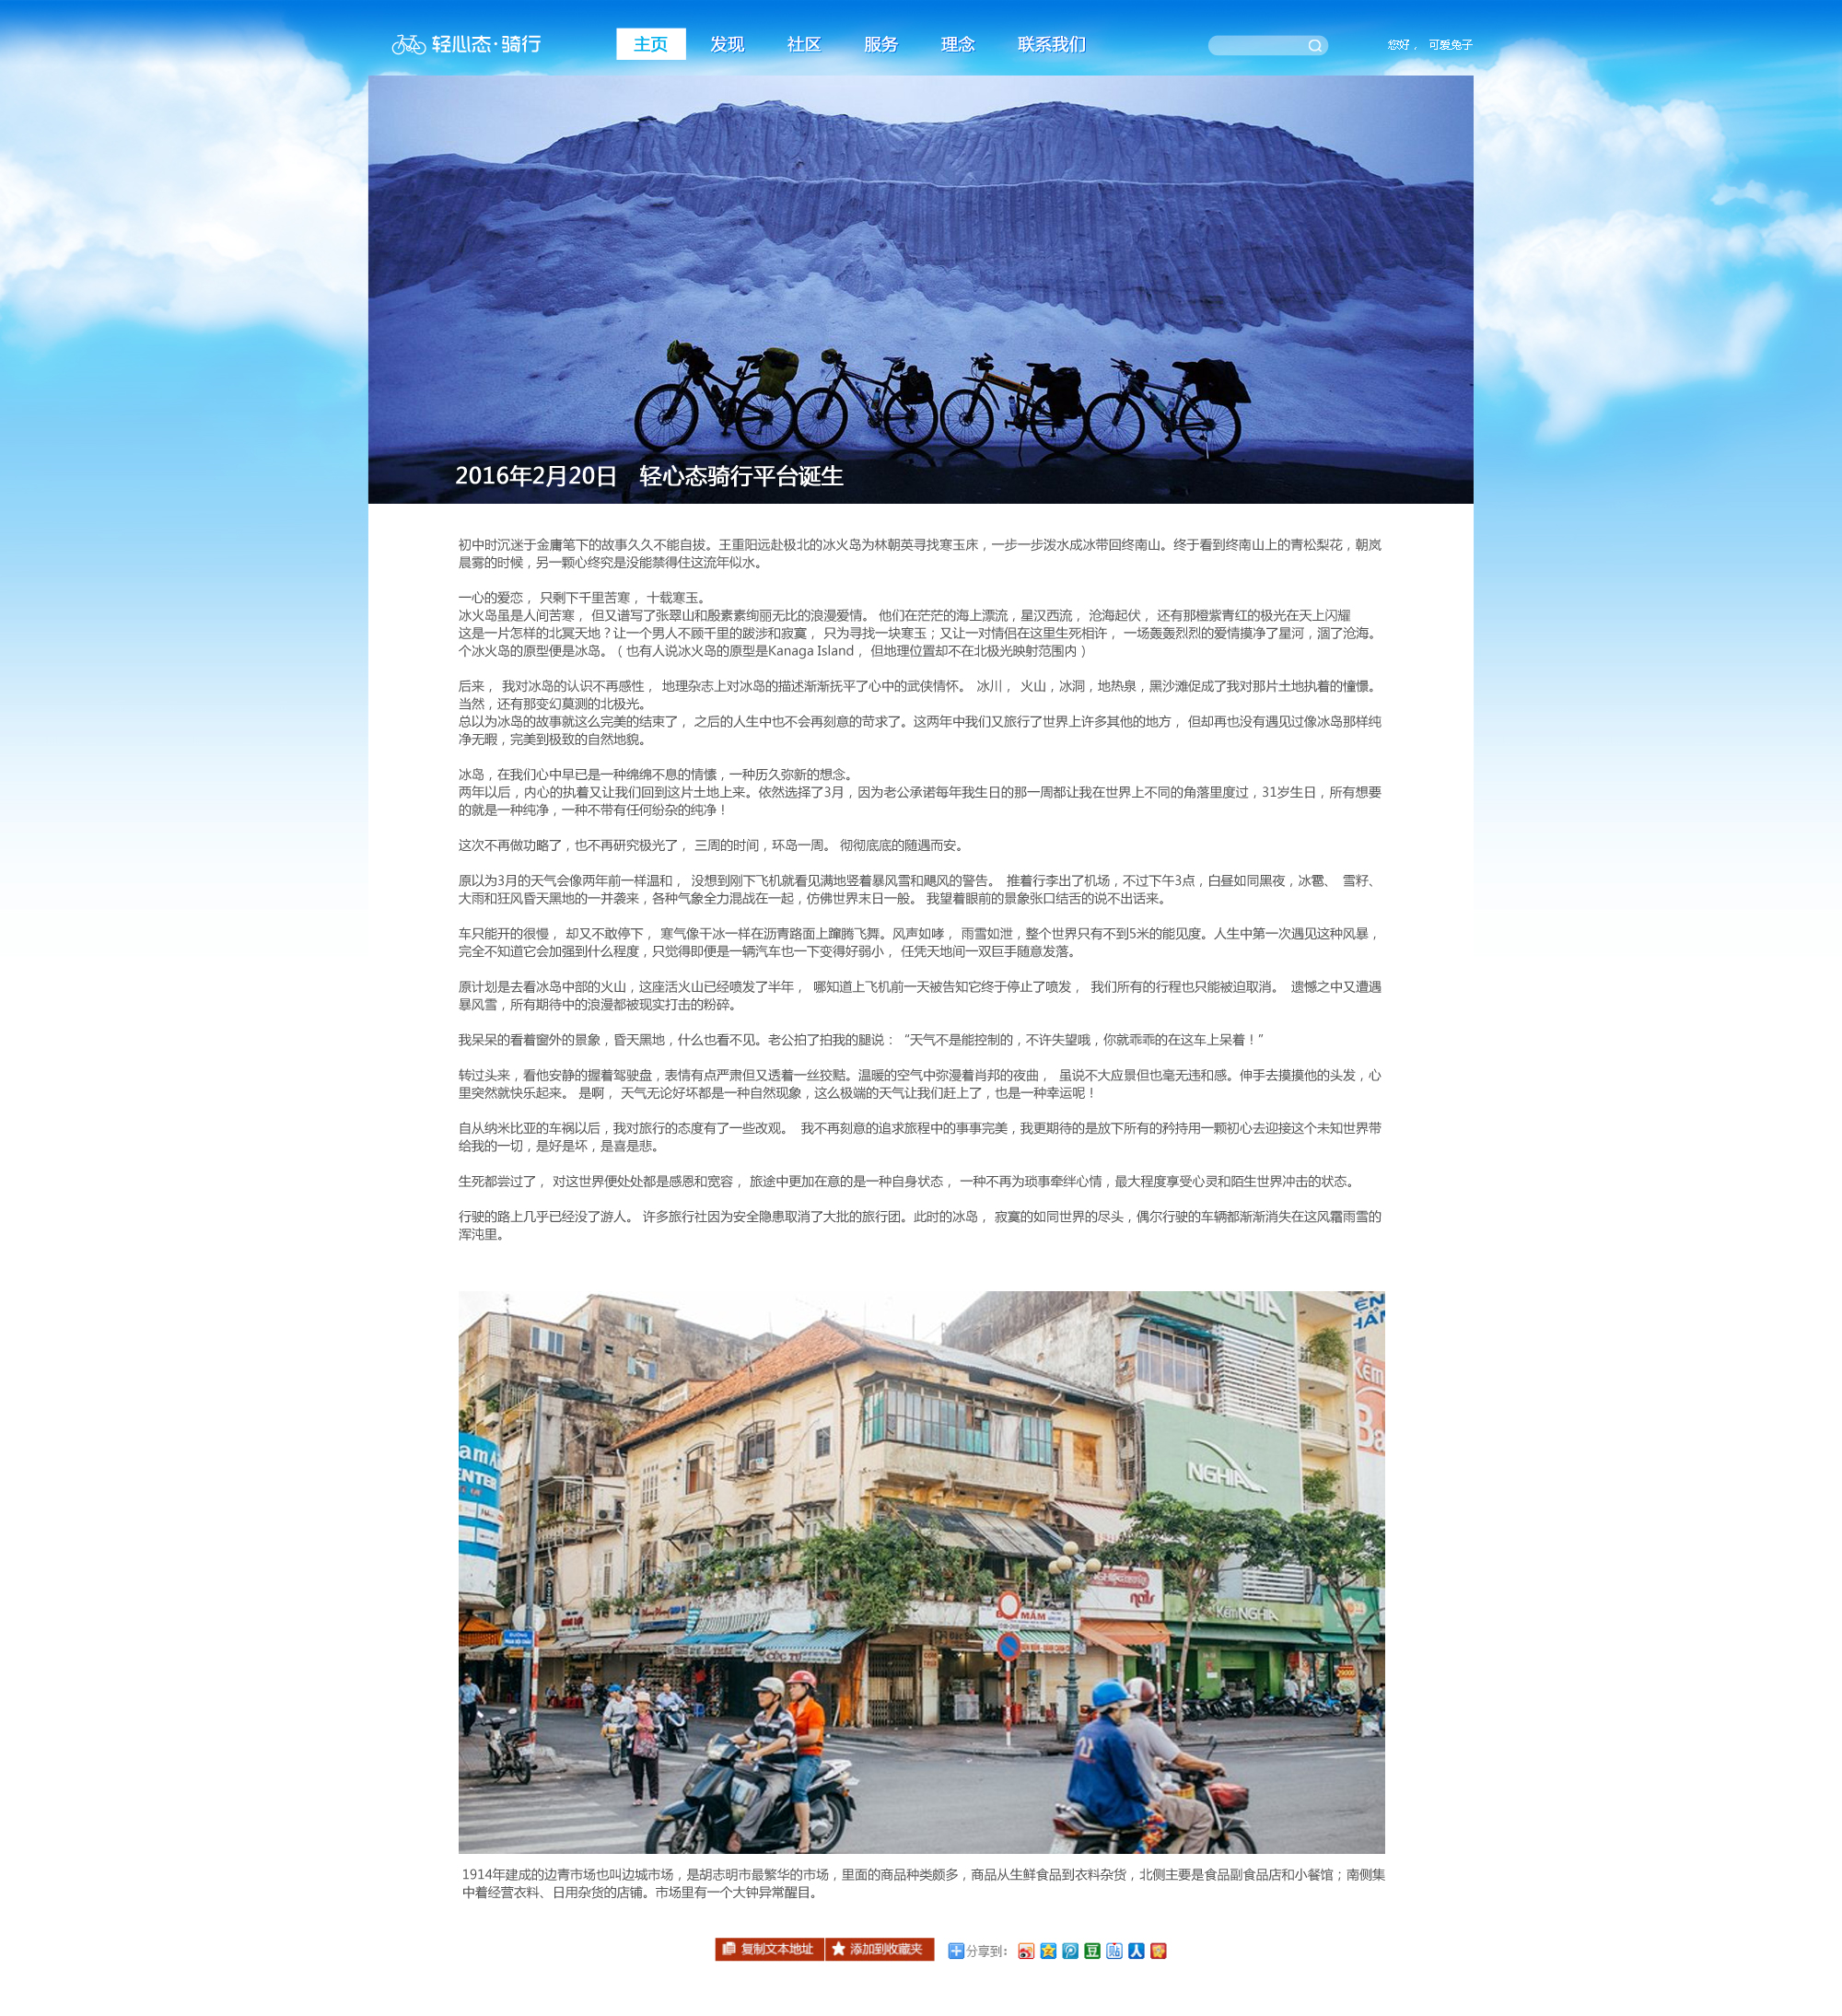 轻心态·骑行 主页 发现 社区 服务 理念 联系我们 您好， 可爱兔子
2016年2月20日 轻心态骑行平台诞生
初中时沉迷于金庸笔下的故事久久不能自拔。王重阳远赴极北的冰火岛为林朝英寻找寒玉床，一步一步泼水成冰带回终南山。终于看到终南山上的青松梨花，朝岚
晨雾的时候，另一颗心终究是没能禁得住这流年似水。
一心的爱恋， 只剩下千里苦寒， 十载寒玉。
冰火岛虽是人间苦寒， 但又谱写了张翠山和殷素素绚丽无比的浪漫爱情。 他们在茫茫的海上漂流，星汉西流， 沧海起伏， 还有那橙紫青红的极光在天上闪耀
这是一片怎样的北冥天地？让一个男人不顾千里的跋涉和寂寞， 只为寻找一块寒玉；又让一对情侣在这里生死相许， 一场轰轰烈烈的爱情摸净了星河，涸了沧海。
个冰火岛的原型便是冰岛。（也有人说冰火岛的原型是Kanaga Island， 但地理位置却不在北极光映射范围内）
后来， 我对冰岛的认识不再感性， 地理杂志上对冰岛的描述渐渐抚平了心中的武侠情怀。 冰川， 火山，冰洞，地热泉，黑沙滩促成了我对那片土地执着的憧憬。
当然，还有那变幻莫测的北极光。
总以为冰岛的故事就这么完美的结束了， 之后的人生中也不会再刻意的苛求了。这两年中我们又旅行了世界上许多其他的地方， 但却再也没有遇见过像冰岛那样纯
净无暇，完美到极致的自然地貌。
冰岛，在我们心中早已是一种绵绵不息的情愫，一种历久弥新的想念。
两年以后，内心的执着又让我们回到这片土地上来。依然选择了3月，因为老公承诺每年我生日的那一周都让我在世界上不同的角落里度过，31岁生日，所有想要
的就是一种纯净，一种不带有任何纷杂的纯净！
这次不再做功略了，也不再研究极光了， 三周的时间，环岛一周。 彻彻底底的随遇而安。
原以为3月的天气会像两年前一样温和， 没想到刚下飞机就看见满地竖着暴风雪和飓风的警告。 推着行李出了机场，不过下午3点，白昼如同黑夜，冰雹、 雪籽、
大雨和狂风昏天黑地的一并袭来，各种气象全力混战在一起，仿佛世界末日一般。 我望着眼前的景象张口结舌的说不出话来。
车只能开的很慢， 却又不敢停下， 寒气像干冰一样在沥青路面上蹿腾飞舞。风声如哮， 雨雪如泄，整个世界只有不到5米的能见度。人生中第一次遇见这种风暴，
完全不知道它会加强到什么程度，只觉得即便是一辆汽车也一下变得好弱小， 任凭天地间一双巨手随意发落。
原计划是去看冰岛中部的火山，这座活火山已经喷发了半年， 哪知道上飞机前一天被告知它终于停止了喷发， 我们所有的行程也只能被迫取消。 遗憾之中又遭遇
暴风雪，所有期待中的浪漫都被现实打击的粉碎。
我呆呆的看着窗外的景象，昏天黑地，什么也看不见。老公拍了拍我的腿说： “天气不是能控制的，不许失望哦，你就乖乖的在这车上呆着！”
转过头来，看他安静的握着驾驶盘，表情有点严肃但又透着一丝狡黠。温暖的空气中弥漫着肖邦的夜曲， 虽说不大应景但也毫无违和感。伸手去摸摸他的头发，心
里突然就快乐起来。 是啊， 天气无论好坏都是一种自然现象，这么极端的天气让我们赶上了，也是一种幸运呢！
自从纳米比亚的车祸以后，我对旅行的态度有了一些改观。 我不再刻意的追求旅程中的事事完美，我更期待的是放下所有的矜持用一颗初心去迎接这个未知世界带
给我的一切，是好是坏，是喜是悲。
生死都尝过了， 对这世界便处处都是感恩和宽容， 旅途中更加在意的是一种自身状态， 一种不再为琐事牵绊心情，最大程度享受心灵和陌生世界冲击的状态。
行驶的路上几乎已经没了游人。 许多旅行社因为安全隐患取消了大批的旅行团。此时的冰岛， 寂寞的如同世界的尽头，偶尔行驶的车辆都渐渐消失在这风霜雨雪的
浑沌里。
NGHIA
NGHIA
Kềm NGHIA
nails
1914年建成的边青市场也叫边城市场，是胡志明市最繁华的市场，里面的商品种类颇多，商品从生鲜食品到衣料杂货，北侧主要是食品副食品店和小餐馆；南侧集
中着经营衣料、日用杂货的店铺。市场里有一个大钟异常醒目。
复制文本地址 添加到收藏夹 分享到： 豆 贴 人